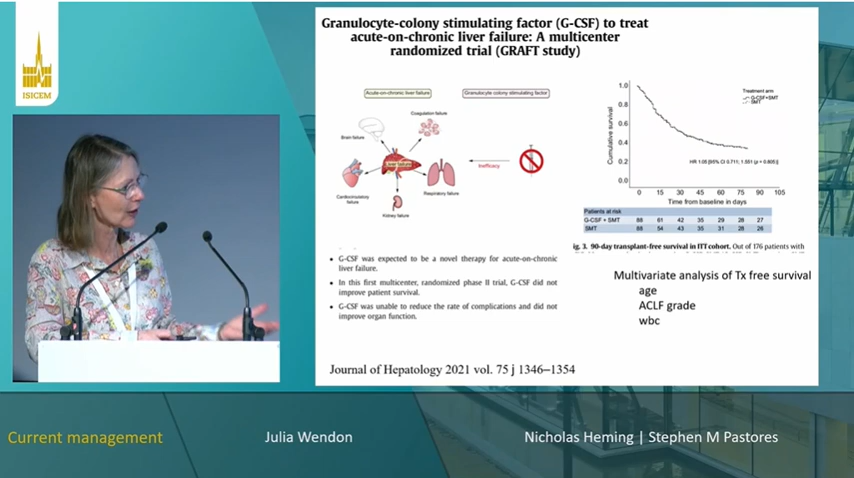 ISICEM
Granulocyte-colony stimulating factor (G-CSF) to treat
acute-on-chronic liver failure: A multicenter
randomized trial (GRAFT study)
Acute-on-chronic liver failure
Granulocyte colony stimulating factor
Coagulation failure
Brain failure
Liver failure
Inefficacy
Cardiocirculatory
failure
Respiratory failure
Kidney failure
• G-CSF was expected to be a novel therapy for acute-on-chronic
liver failure.
• In this first multicenter, randomized phase II trial, G-CSF did not
improve patient survival.
• G-CSF was unable to reduce the rate of complications and did not
improve organ function.
Cumulative survival
1.0
0.8
0.6
0.4
0.2
0.0
Treatment arm
G-CSF+SMT
SMT
HR 1.05 [95% CI 0.711; 1.551 (p = 0.805)]
0 15 30 45 60 75 90 105
Time from baseline in days
Patients at risk
G-CSF + SMT 88 61 42 35 29 28 27
SMT 88 54 43 35 31 28 26
ig. 3. 90-day transplant-free survival in ITT cohort. Out of 176 patients with
Multivariate analysis of Tx free survival
age
ACLF grade
wbc
Journal of Hepatology 2021 vol. 75 j 1346–1354
Current management
Julia Wendon
Nicholas Heming | Stephen M Pastores